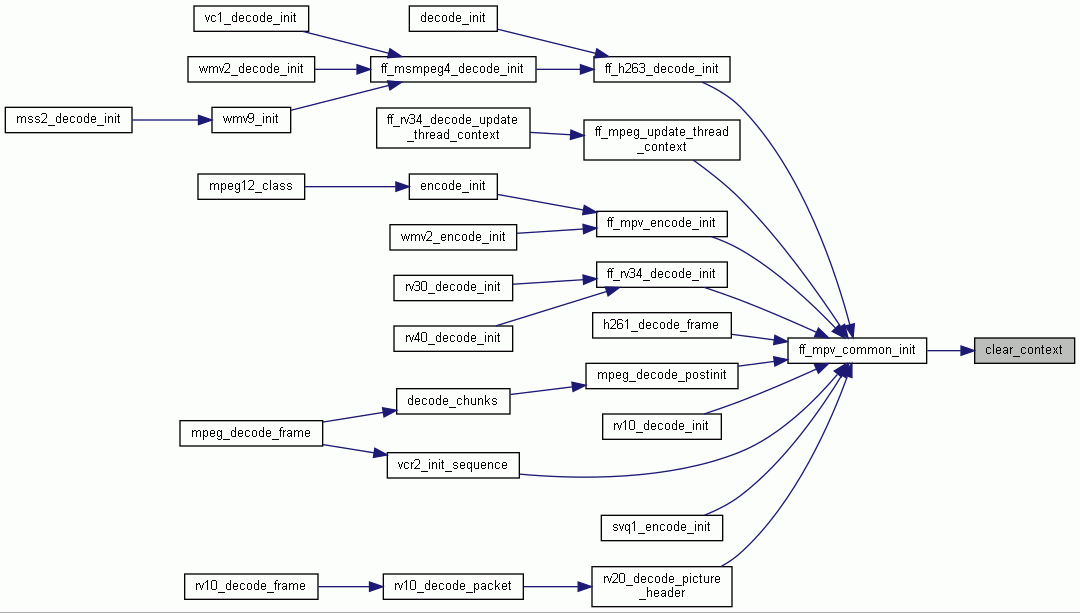 vc1_decode_init
decode_init
wmv2_decode_init
ff_msmpeg4_decode_init
ff_h263_decode_init
mss2_decode_init
wmv9_init
ff_rv34_decode_update
_thread_context
ff_mpeg_update_thread
_context
mpeg12_class
encode_init
ff_mpv_encode_init
wmv2_encode_init
ff_rv34_decode_init
rv30_decode_init
h261_decode_frame
rv40_decode_init
ff_mpv_common_init
clear_context
mpeg_decode_postinit
decode_chunks
rv10_decode_init
mpeg_decode_frame
vcr2_init_sequence
svq1_encode_init
rv10_decode_frame
rv10_decode_packet
rv20_decode_picture
_header